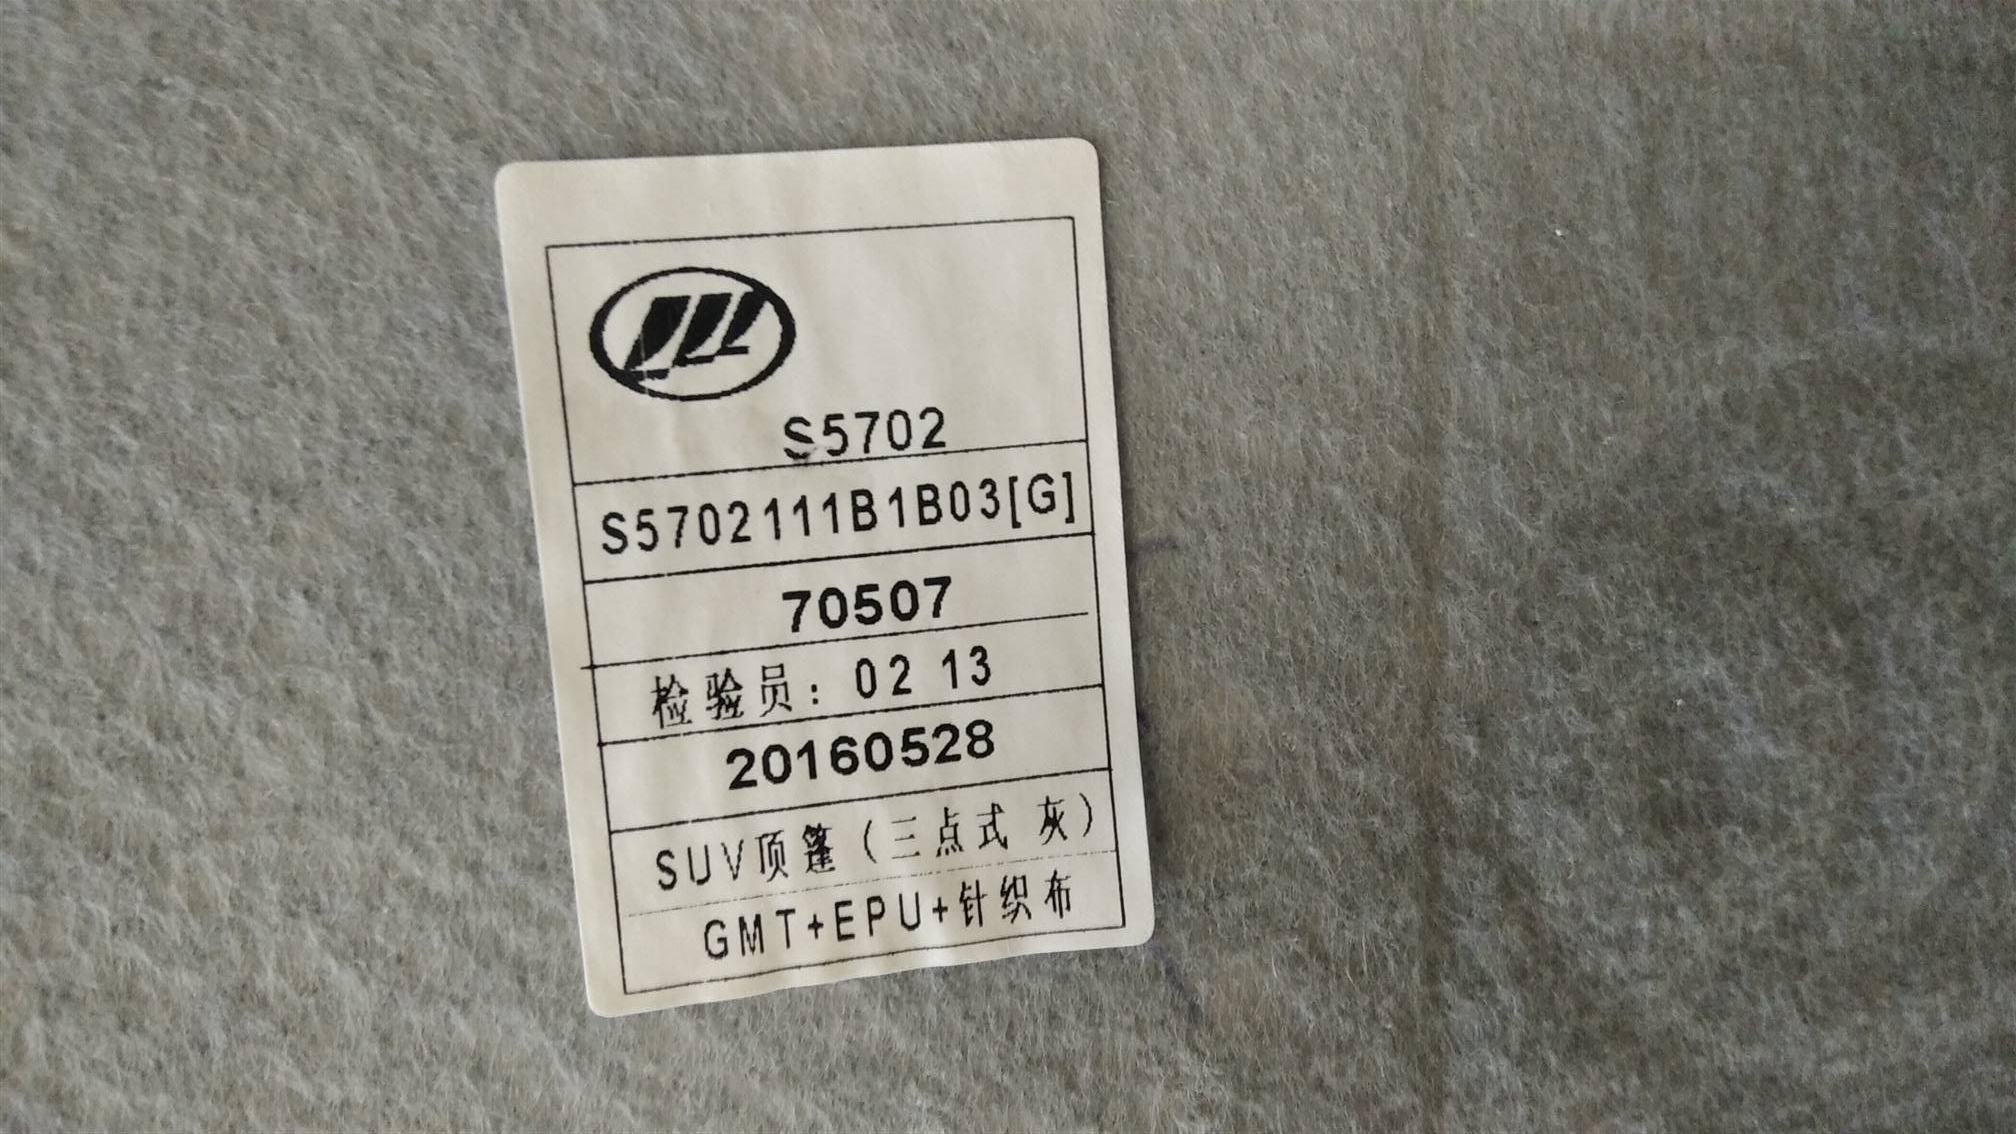 S5702
S5702111B1B03[G]
70507
检验员: 02 13
20160528
SUV顶篷(三点式 灰)
GMT+EPU+针织布